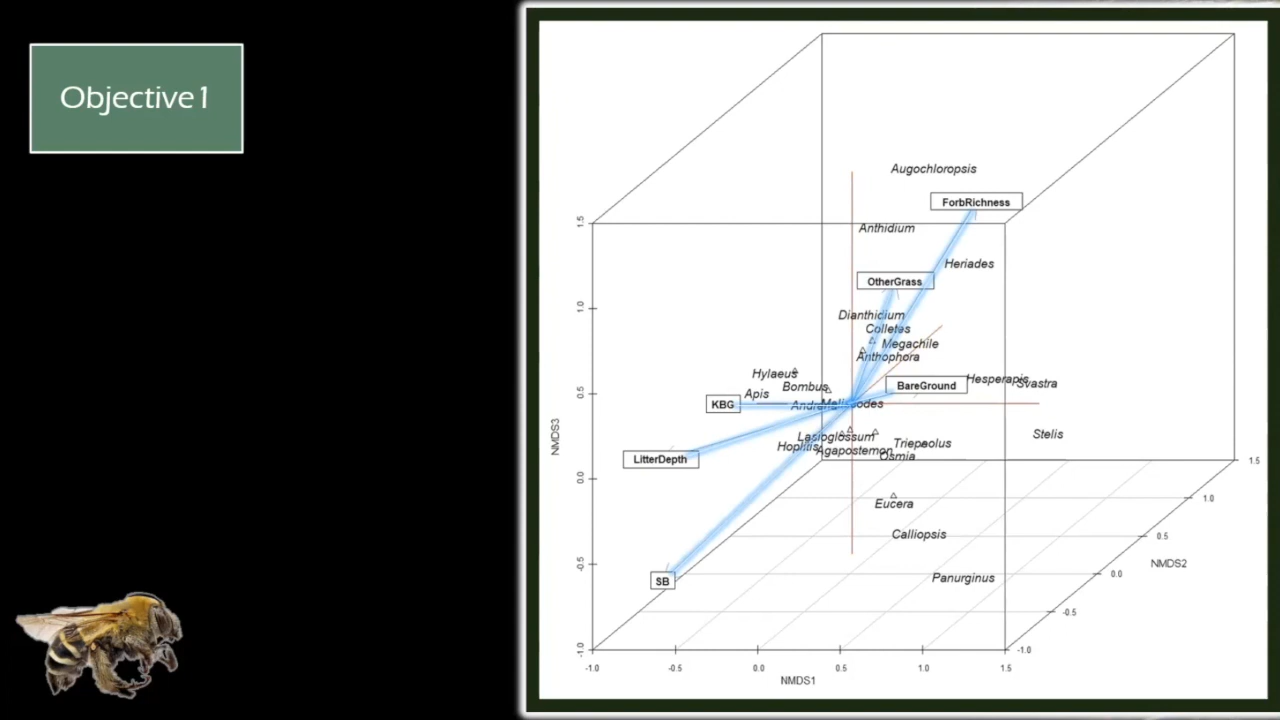 Objective 1
Augochloropsis
ForbRichness
1.5
Anthidium
Heriades
OtherGrass
1.0
Dianthidium
Colletes
Megachile
Anthophora
Hylaeus
Hesperapis
Svastra
Bombus
BareGround
0.5
Apis
KBG
Andrena
Melissodes
NMDS3
Lasioglossum
Stelis
Triepeolus
Hoplitis
Agapostemon
Osmia
LitterDepth
1.5
0.0
Eucera
1.0
Calliopsis
0.5
NMDS2
-0.5
0.0
SB
Panurginus
-0.5
-1.0
-1.0
-1.0
-0.5
0.0
0.5
1.0
1.5
NMDS1